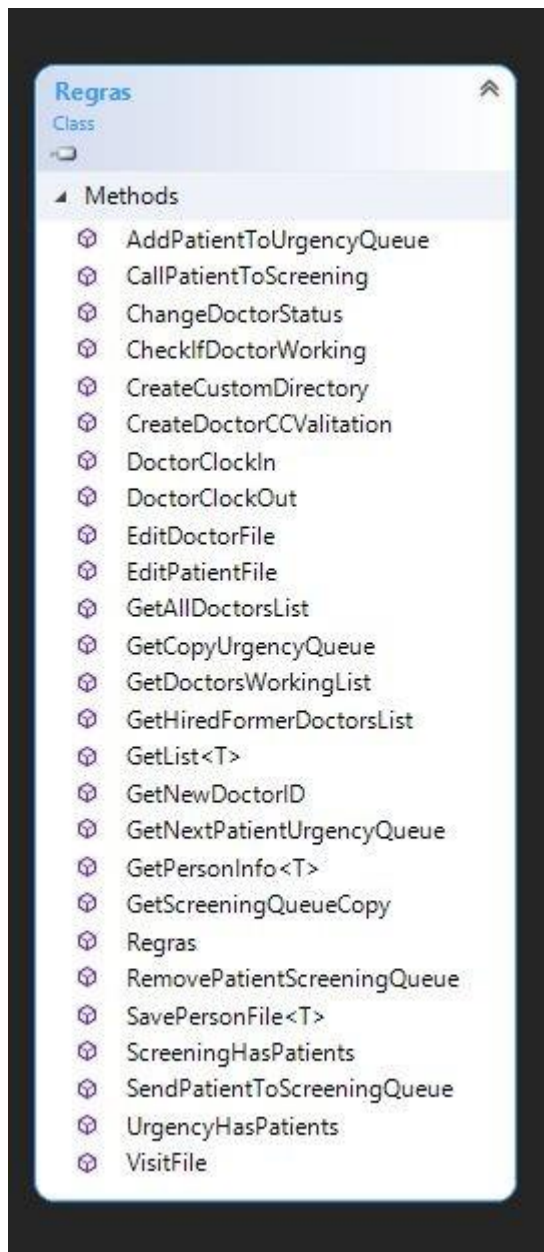 Regras
Class
Methods
AddPatientToUrgencyQueue
CallPatientToScreening
ChangeDoctorStatus
CheckIfDoctorWorking
CreateCustomDirectory
CreateDoctorCCValitation
DoctorClockIn
DoctorClockOut
EditDoctorFile
EditPatientFile
GetAllDoctorsList
GetCopyUrgencyQueue
GetDoctorsWorkingList
GetHiredFormerDoctorsList
GetList<T>
GetNewDoctorID
GetNextPatientUrgencyQueue
GetPersonInfo<T>
GetScreeningQueueCopy
Regras
RemovePatientScreeningQueue
SavePersonFile<T>
ScreeningHasPatients
SendPatientToScreeningQueue
UrgencyHasPatients
VisitFile